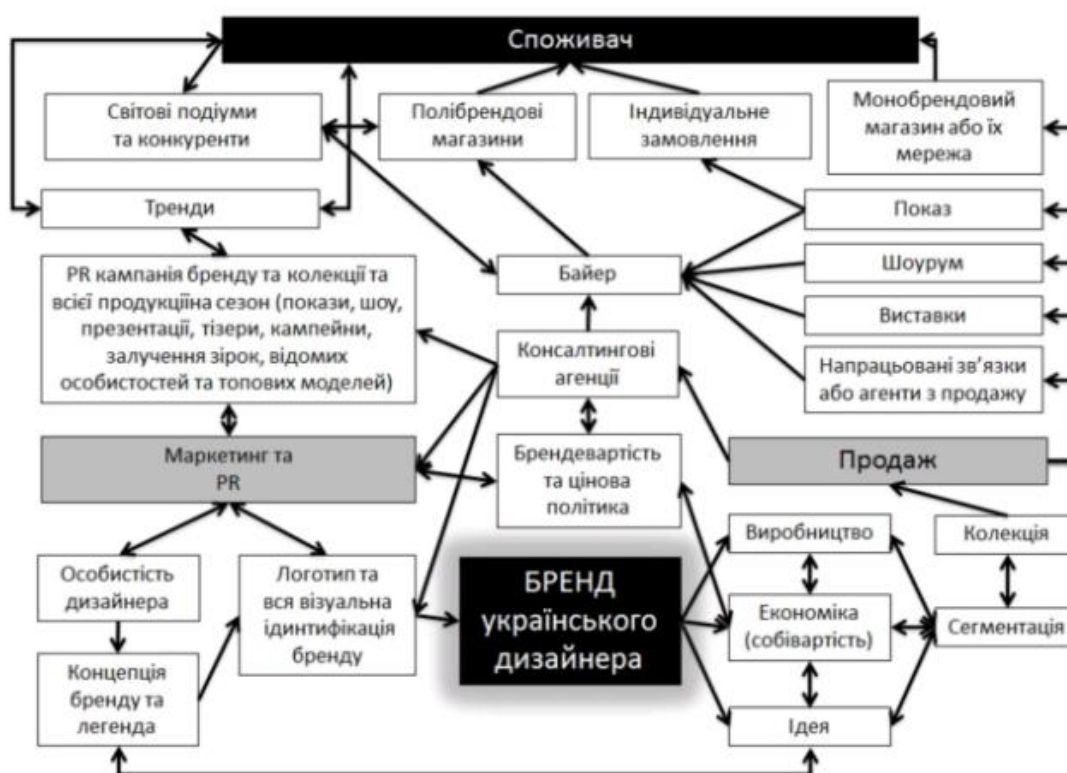 Споживач
Світові подіуми
та конкуренти
Полібрендові
магазини
Індивідуальне
замовлення
Монобрендовий
магазин або їх
мережа
Тренди
Показ
PR кампанія бренду та колекції та
всієї продукціїна сезон (покази, шоу,
презентації, тізери, кампейни,
залучення зірок, відомих
особистостей та топових моделей)
Байер
Шоурум
Виставки
Консалтингові
агенції
Напрацьовані зв’язки
або агенти з продажу
Маркетинг та
PR
Брендевартість
та цінова
політика
Продаж
Виробництво
Колекція
Особистість
дизайнера
Логотип та
вся візуальна
ідинтифікація
бренду
БРЕНД
українського
дизайнера
Економіка
(собівартість)
Сегментація
Концепція
бренду та
легенда
Ідея